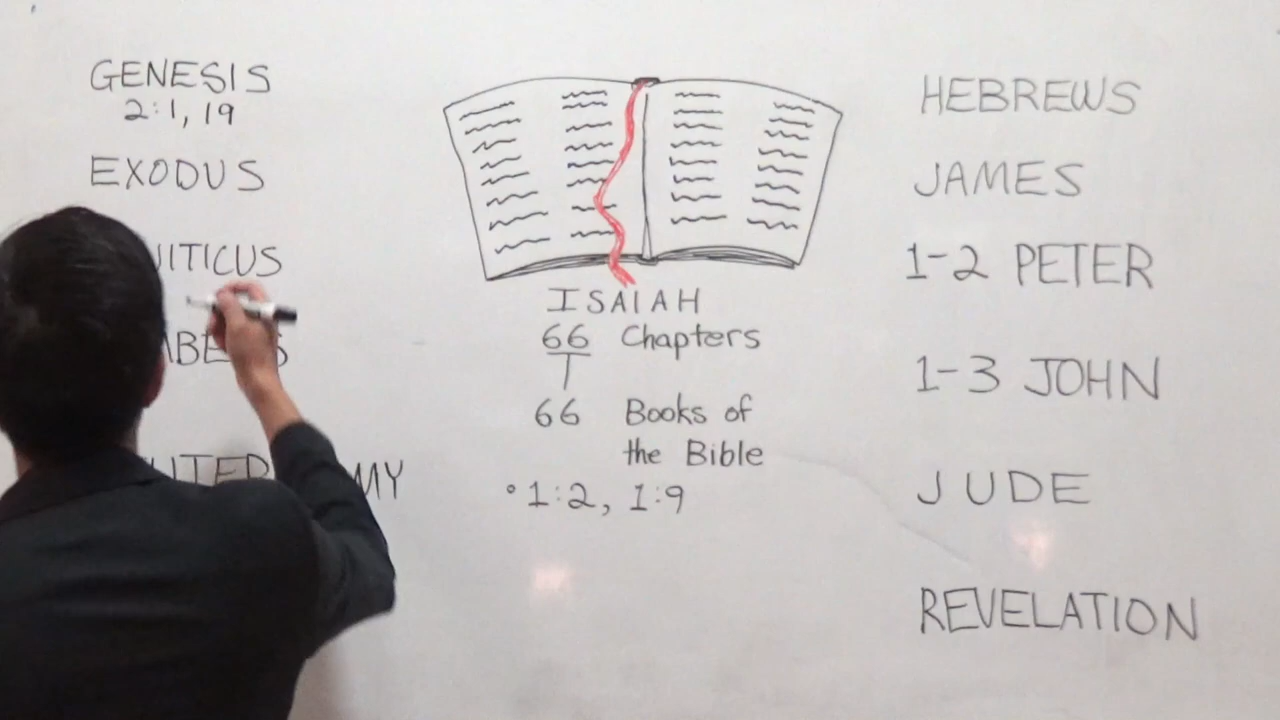 GENESIS
2:1, 19
EXODUS
ISAIAH
66 Chapters
66 Books of
the Bible
° 1:2, 1:9
HEBREWS
JAMES
1-2 PETER
1-3 JOHN
JUDE
REVELATION